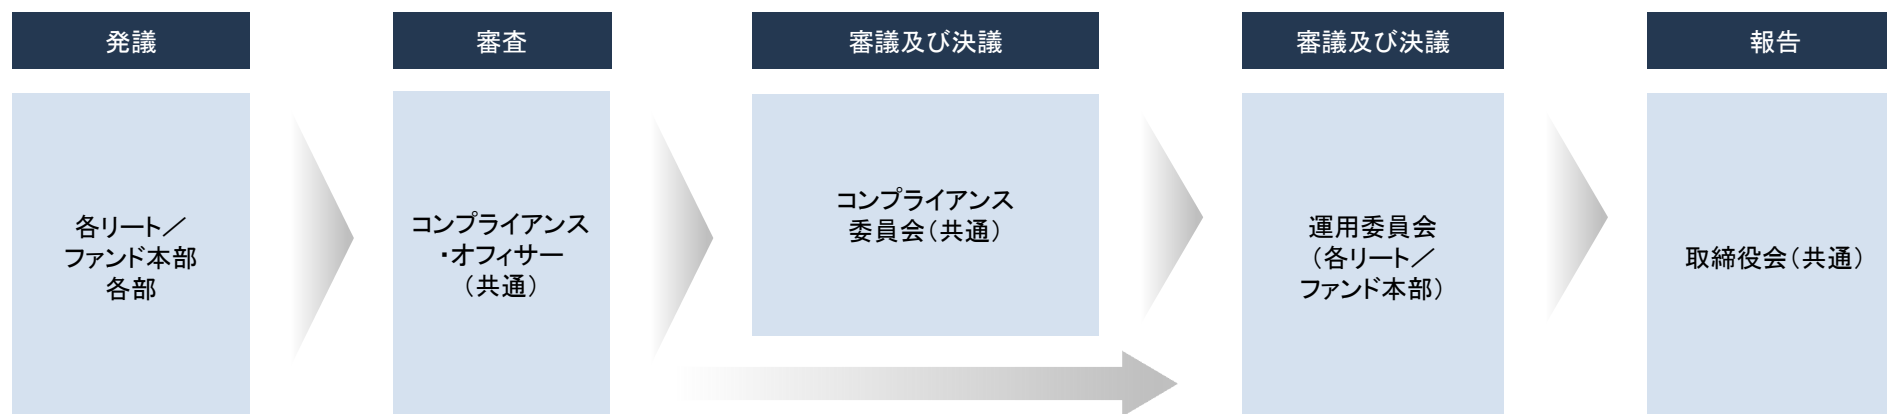 発議
審査
審議及び決議
審議及び決議
報告
各リート／
ファンド本部
各部
コンプライアンス
・オフィサー
（共通）
コンプライアンス
委員会（共通）
運用委員会
（各リート／
ファンド本部）
取締役会（共通）